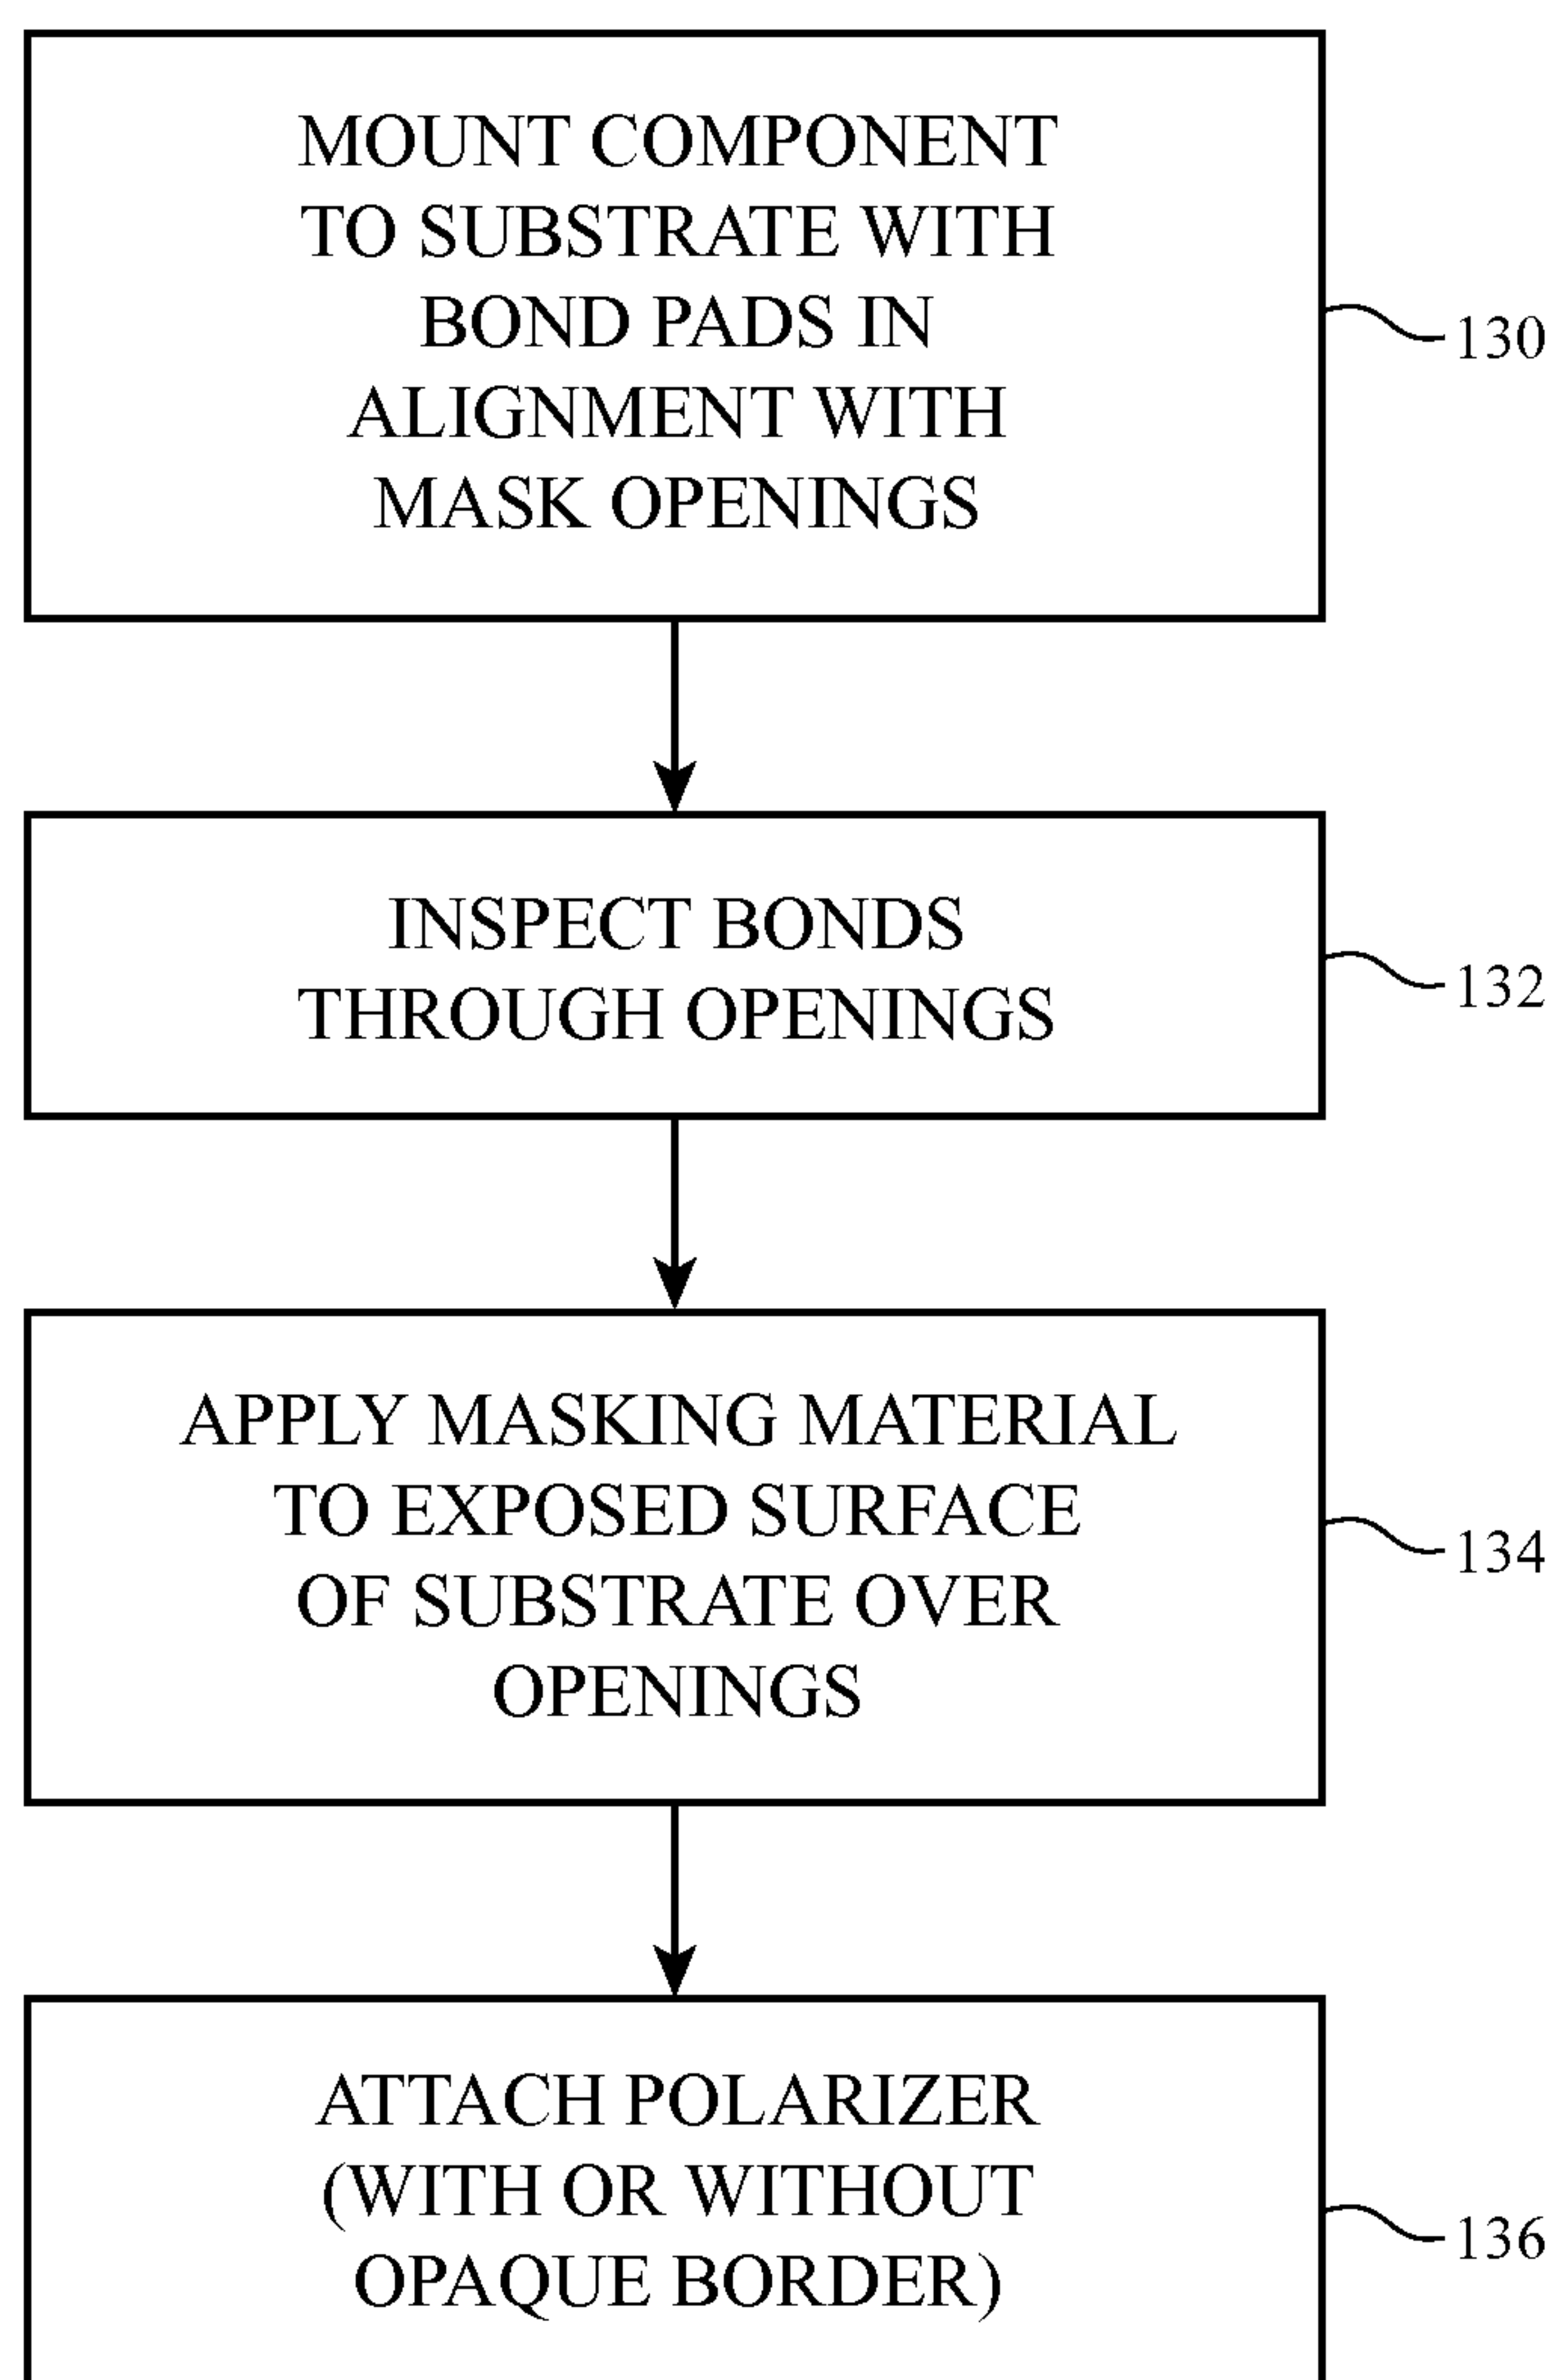 MOUNT COMPONENT
TO SUBSTRATE WITH
BOND PADS IN
ALIGNMENT WITH
MASK OPENINGS
130
INSPECT BONDS
THROUGH OPENINGS
132
APPLY MASKING MATERIAL
TO EXPOSED SURFACE
OF SUBSTRATE OVER
OPENINGS
134
ATTACH POLARIZER
(WITH OR WITHOUT
OPAQUE BORDER)
136